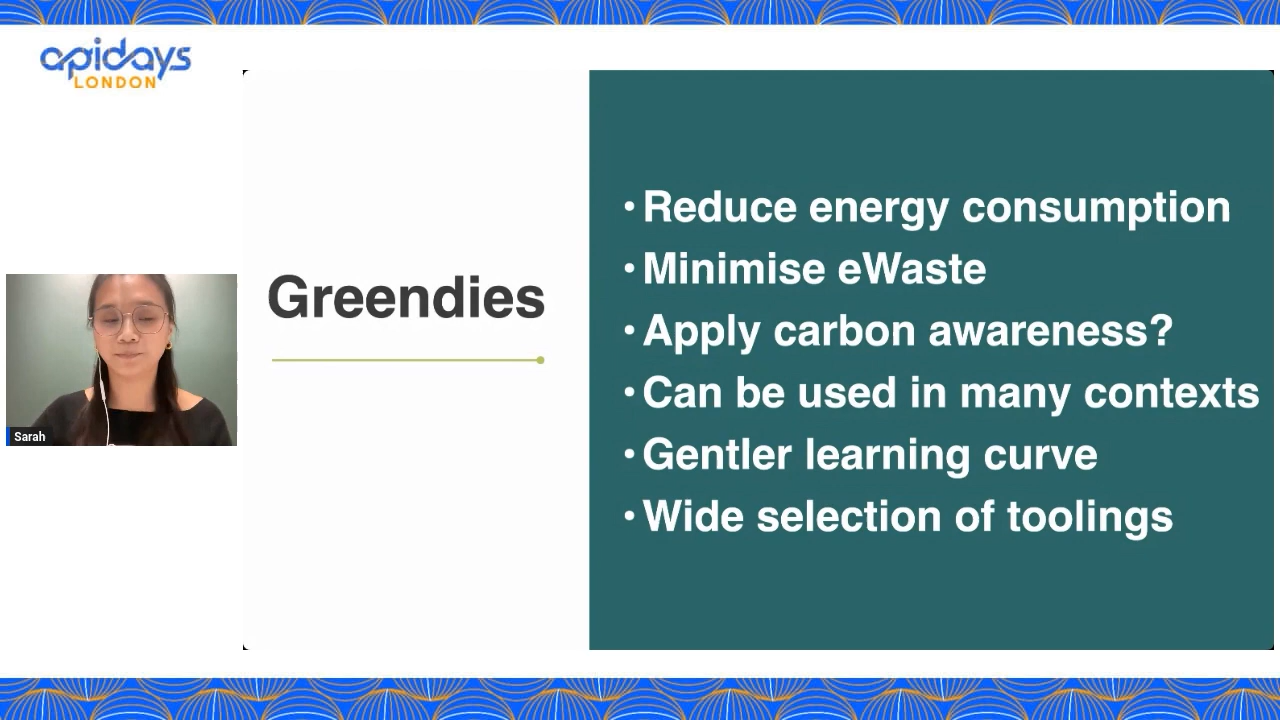 apidays
LONDON
Greendies
• Reduce energy consumption
• Minimise eWaste
• Apply carbon awareness?
• Can be used in many contexts
• Gentler learning curve
• Wide selection of toolings
Sarah